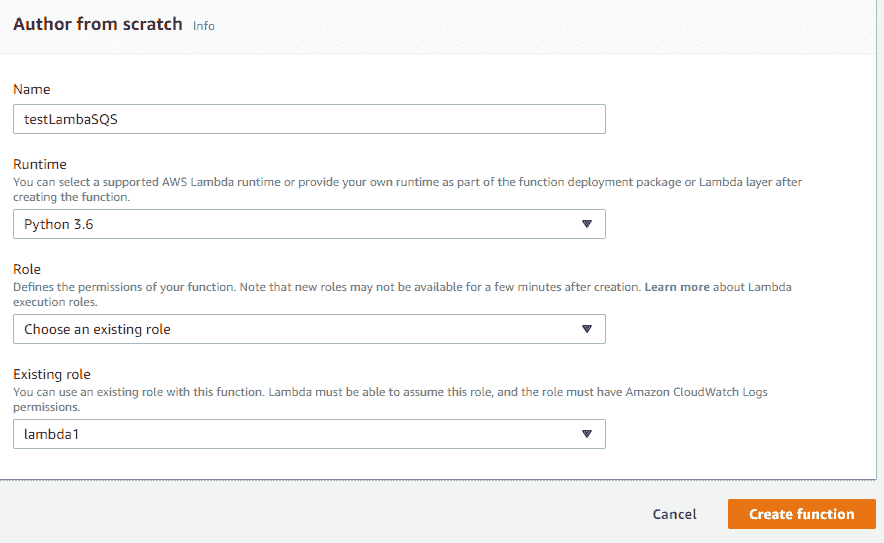 Author from scratch Info
Name
testLambaSQS
Runtime
You can select a supported AWS Lambda runtime or provide your own runtime as part of the function deployment package or Lambda layer after
creating the function.
Python 3.6
Role
Defines the permissions of your function. Note that new roles may not be available for a few minutes after creation. Learn more about Lambda
execution roles.
Choose an existing role
Existing role
You can use an existing role with this function. Lambda must be able to assume this role, and the role must have Amazon CloudWatch Logs
permissions.
lambda1
Cancel Create function